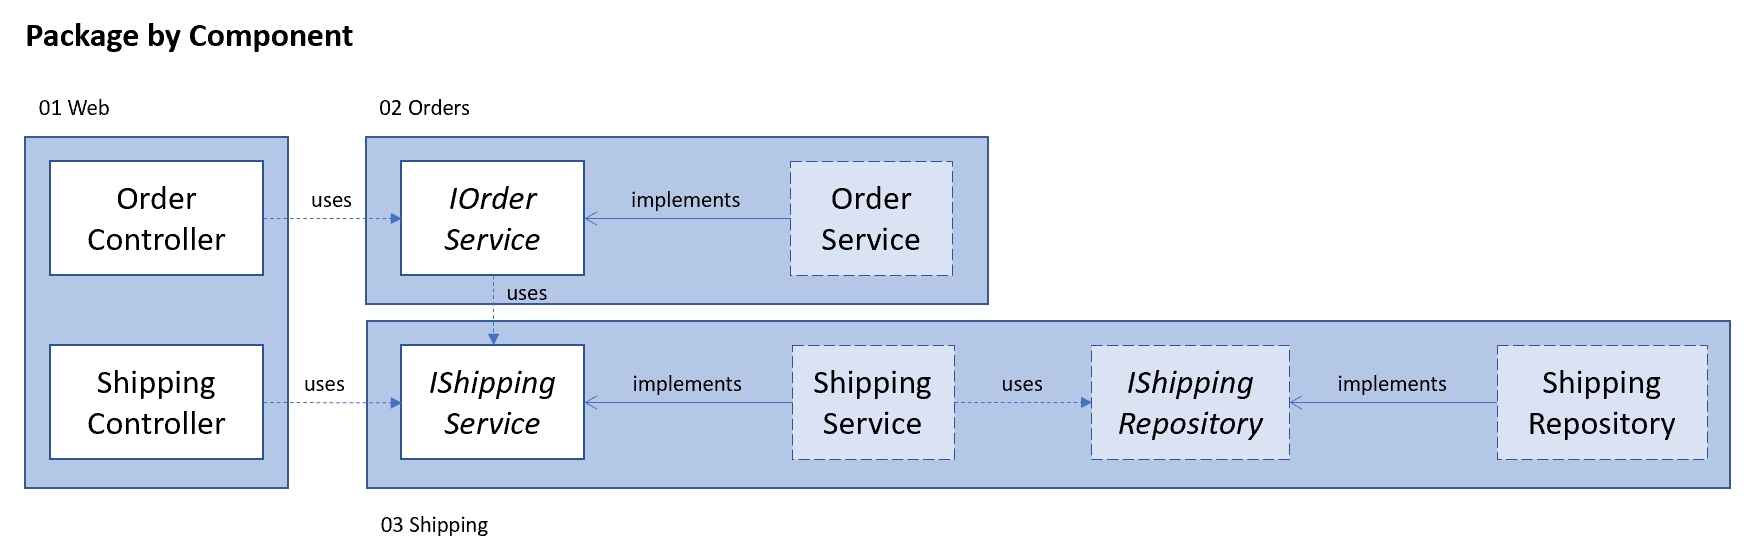 Package by Component
01 Web
02 Orders
Order
Controller
uses
IOrder
Service
implements
Order
Service
uses
Shipping
Controller
uses
IShipping
Service
implements
Shipping
Service
uses
IShipping
Repository
implements
Shipping
Repository
03 Shipping